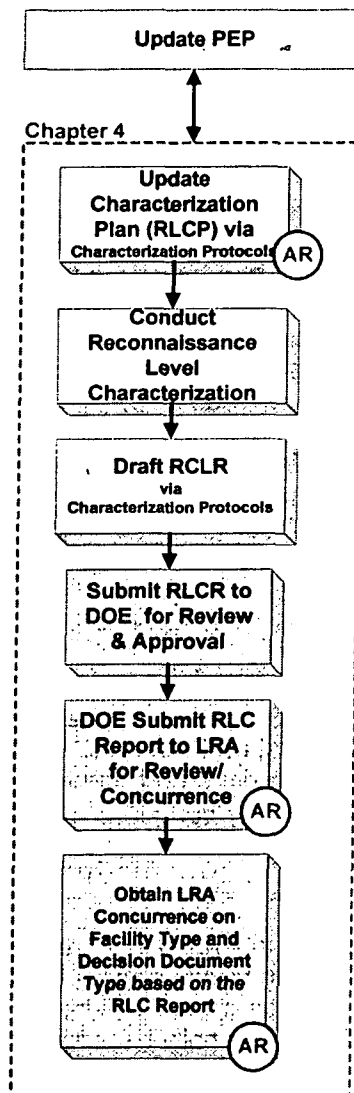 Update PEP
Chapter 4
Update
Characterization
Plan (RLCP) via
Characterization Protocols
AR
Conduct
Reconnaissance
Level
Characterization
Draft RCLR
via
Characterization Protocols
Submit RLCR to
DOE for Review
& Approval
DOE Submit RLC
Report to LRA
for Review/
Concurrence
AR
Obtain LRA
Concurrence on
Facility Type and
Decision Document
Type based on the
RLC Report
AR